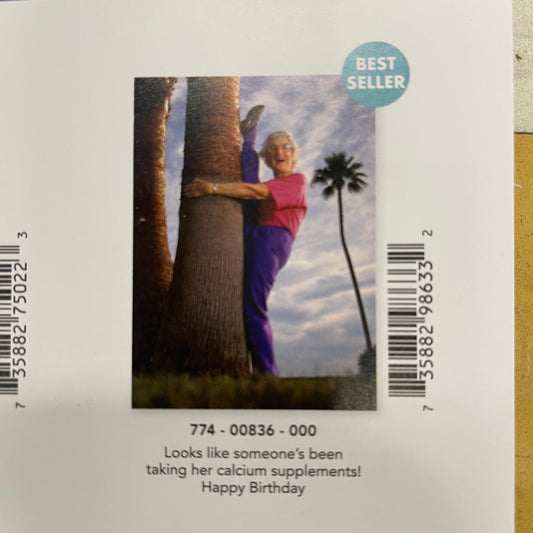 BEST
SELLER
7 35882 75022 3
7 35882 98633 2
774 - 00836 - 000
Looks like someone's been
taking her calcium supplements!
Happy Birthday